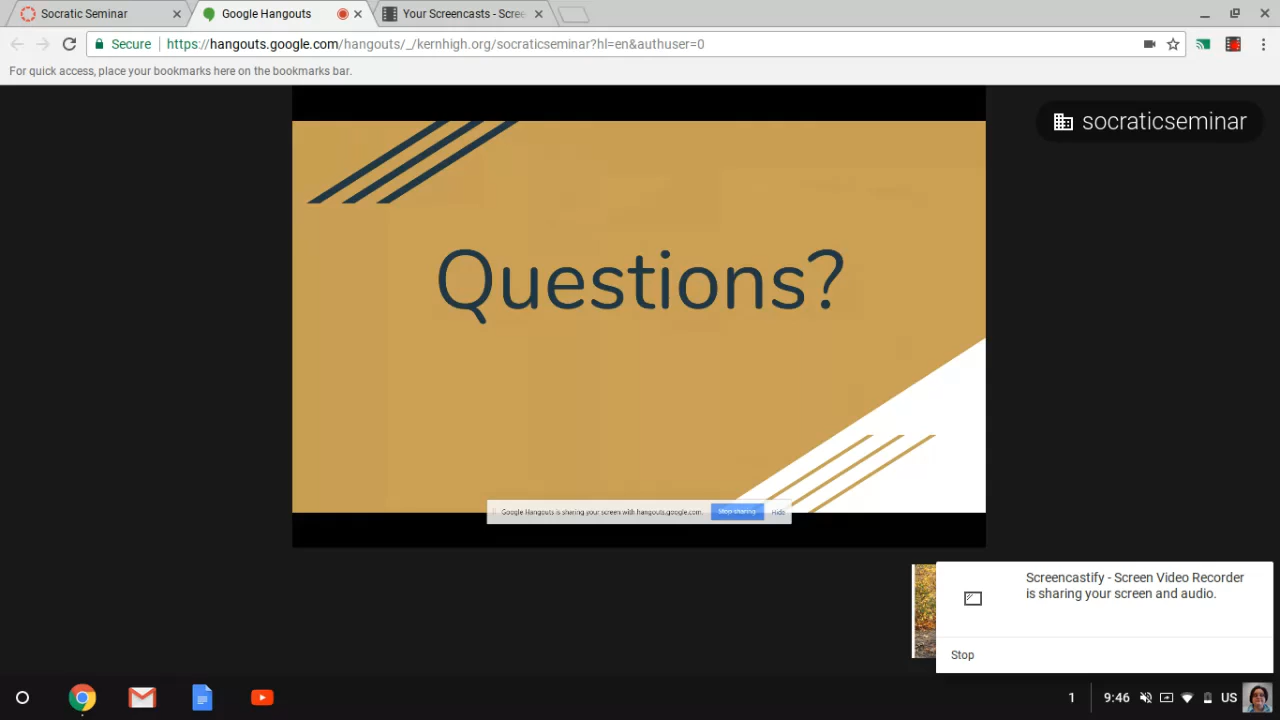 Socratic Seminar
Google Hangouts
Your Screencasts - Scree
Secure
https://hangouts.google.com/hangouts/_/kernhigh.org/socraticseminar?hl=en&authuser=0
For quick access, place your bookmarks here on the bookmarks bar.
socraticseminar
Questions?
Google Hangouts is sharing your screen with hangouts.google.com.
Stop sharing
Hide
Screencastify - Screen Video Recorder
is sharing your screen and audio.
Stop
1
9:46
US